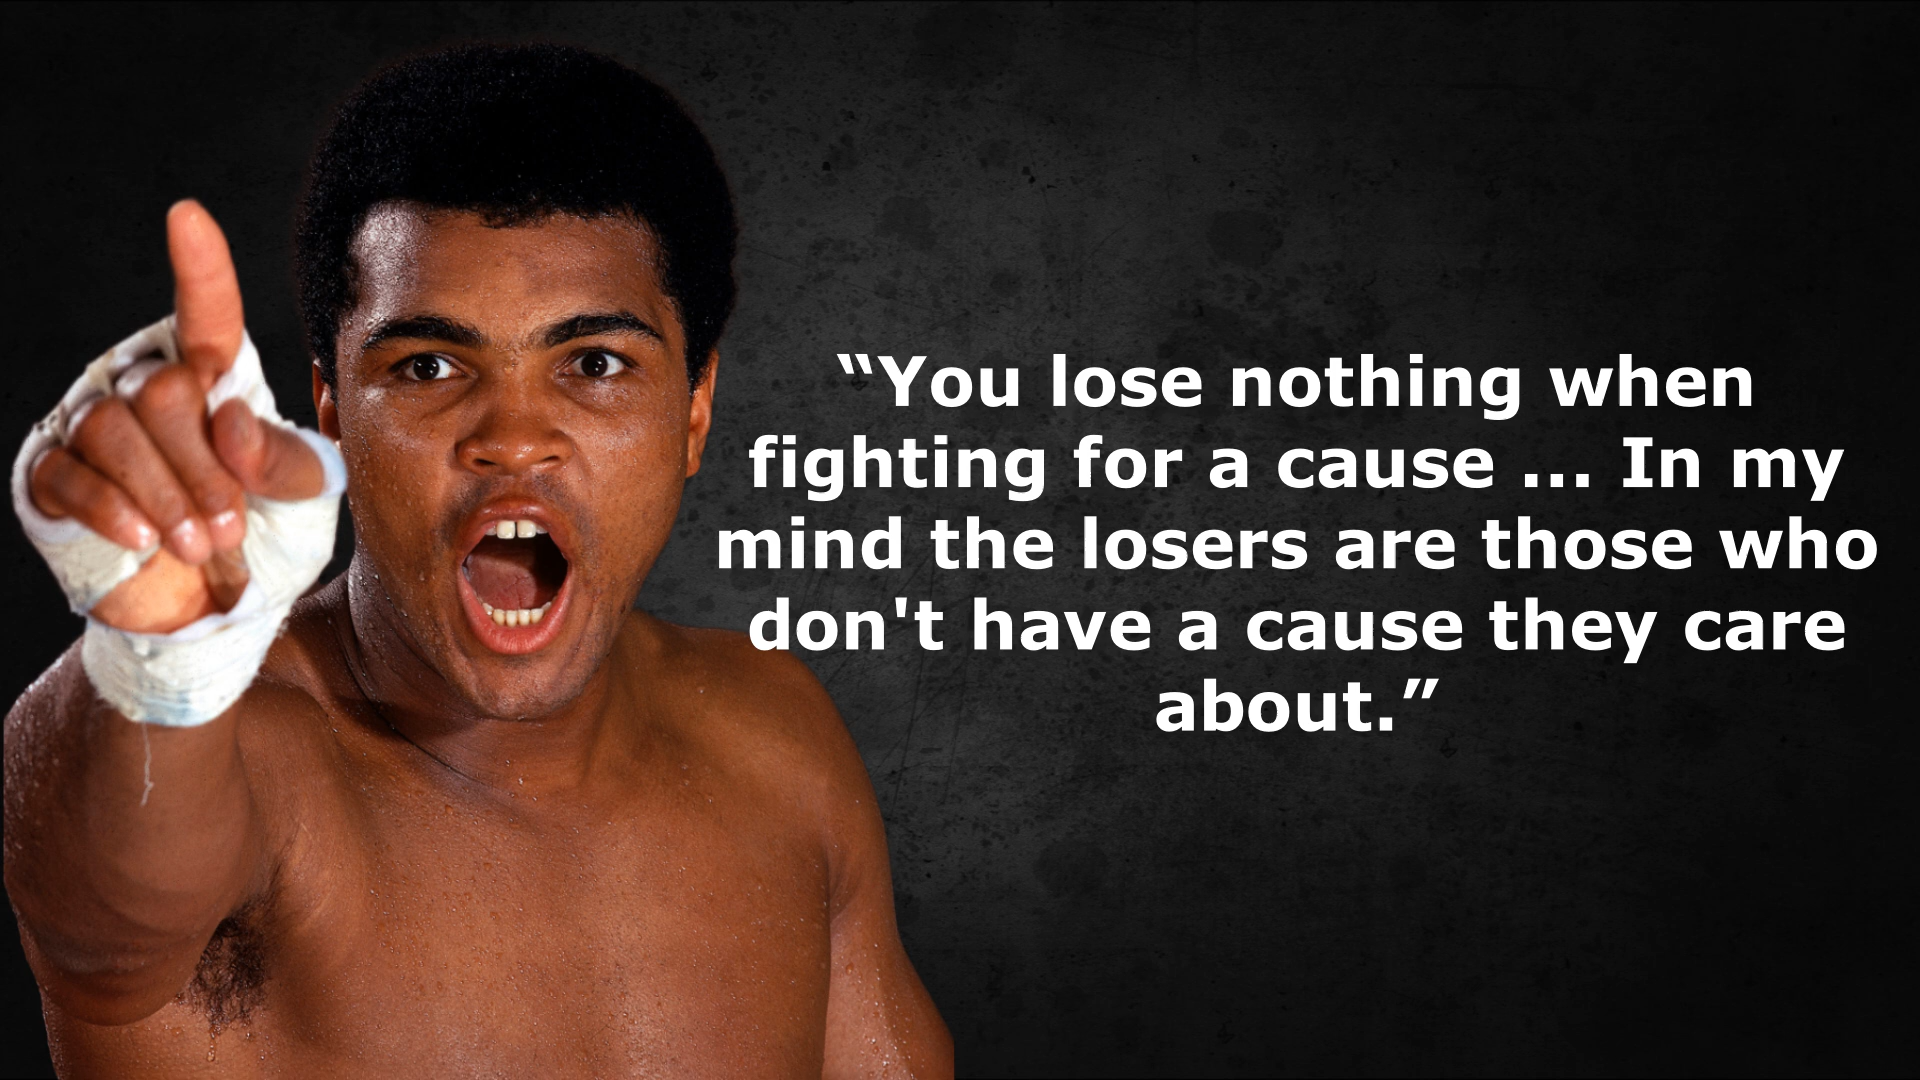 “You lose nothing when
fighting for a cause ... In my
mind the losers are those who
don't have a cause they care
about.”